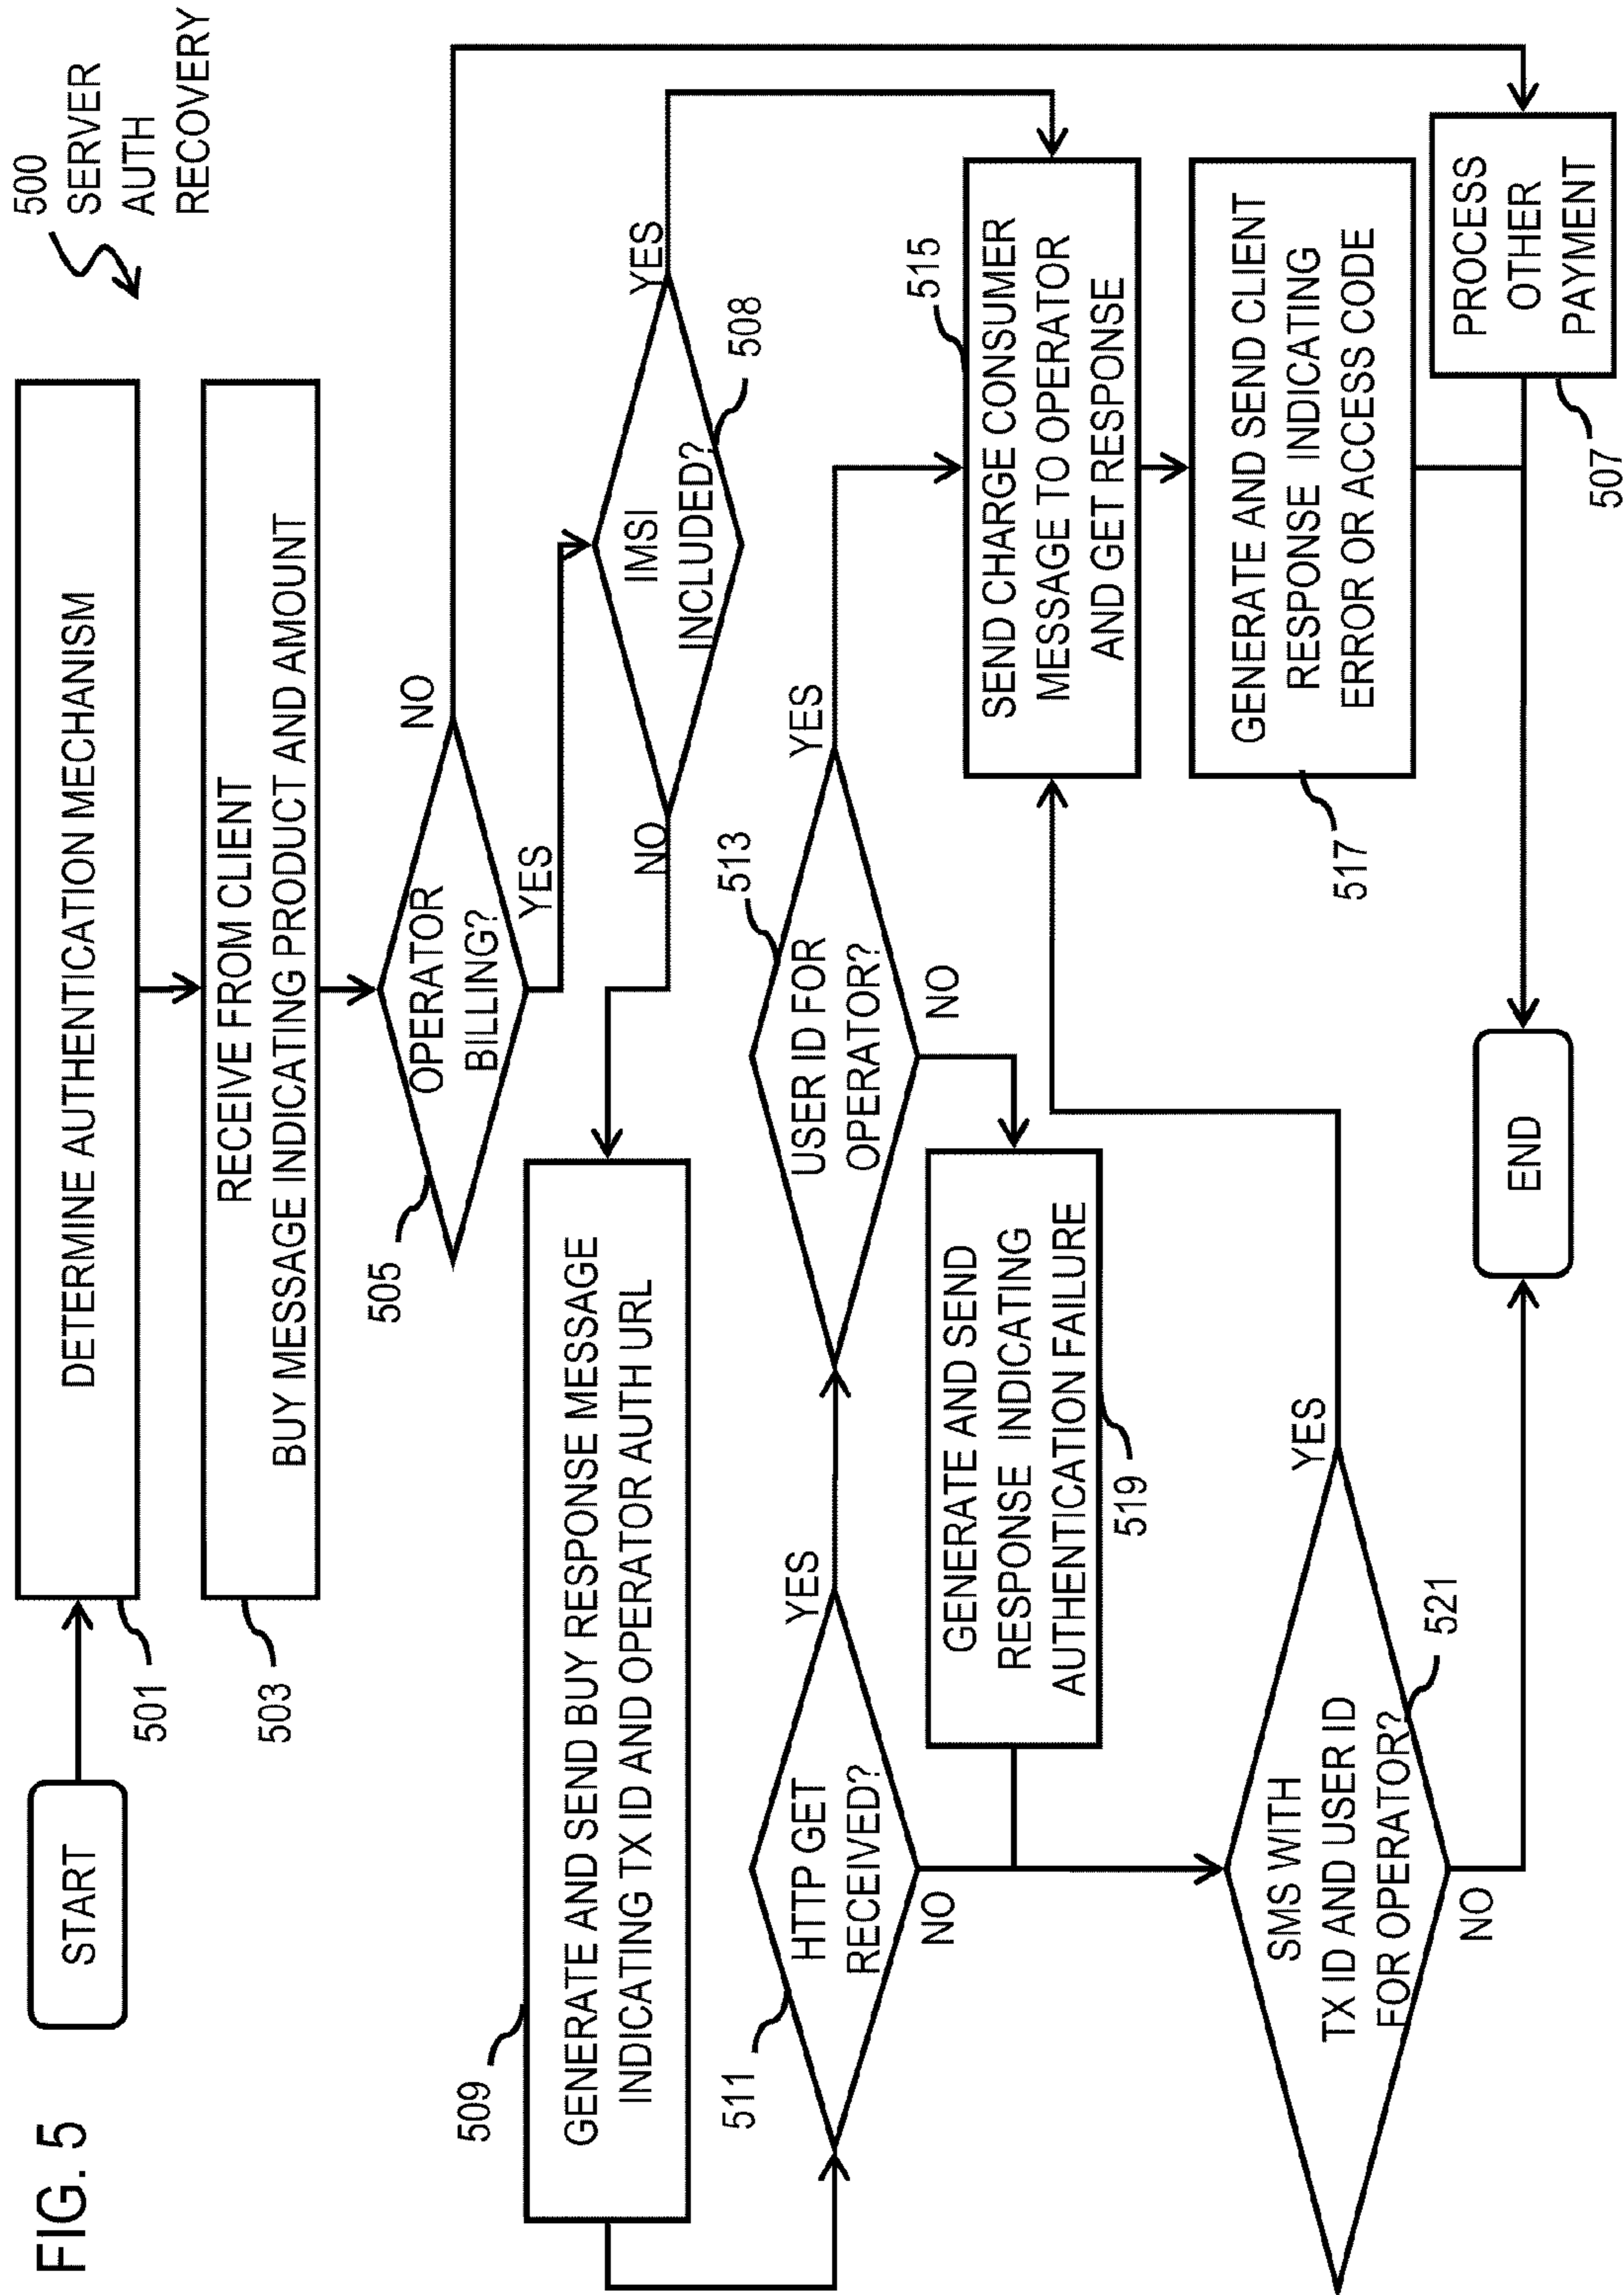 FIG. 5
500
SERVER
AUTH
RECOVERY
START
501
DETERMINE AUTHENTICATION MECHANISM
503
RECEIVE FROM CLIENT
BUY MESSAGE INDICATING PRODUCT AND AMOUNT
505
OPERATOR
BILLING?
NO
YES
IMSI
INCLUDED?
508
YES
NO
509
GENERATE AND SEND BUY RESPONSE MESSAGE
INDICATING TX ID AND OPERATOR AUTH URL
511
HTTP GET
RECEIVED?
YES
NO
513
USER ID FOR
OPERATOR?
YES
NO
515
SEND CHARGE CONSUMER
MESSAGE TO OPERATOR
AND GET RESPONSE
GENERATE AND SEND
RESPONSE INDICATING
AUTHENTICATION FAILURE
519
517
GENERATE AND SEND CLIENT
RESPONSE INDICATING
ERROR OR ACCESS CODE
SMS WITH
TX ID AND USER ID
FOR OPERATOR?
521
YES
NO
END
PROCESS
OTHER
PAYMENT
507